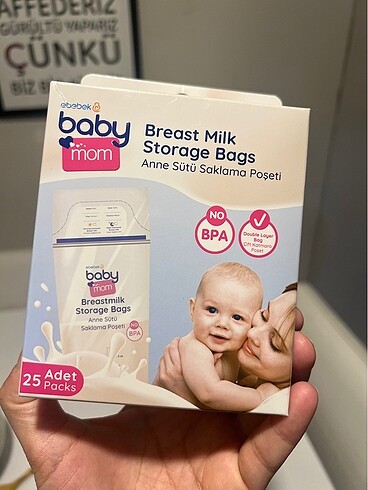 AFFEDERİZ
GÜRÜLTÜ YAPARIZ
ÇÜNKÜ
BİZ BİR
ebebek
baby
mom
Breast Milk
Storage Bags
Anne Sütü Saklama Poşeti
NO
BPA
Double Layer
Bag
Çift Katmanlı
Poşet
ebebek
baby
mom
Breastmilk
Storage Bags
Anne Sütü
Saklama Poşeti
NO
BPA
25 Adet
Packs